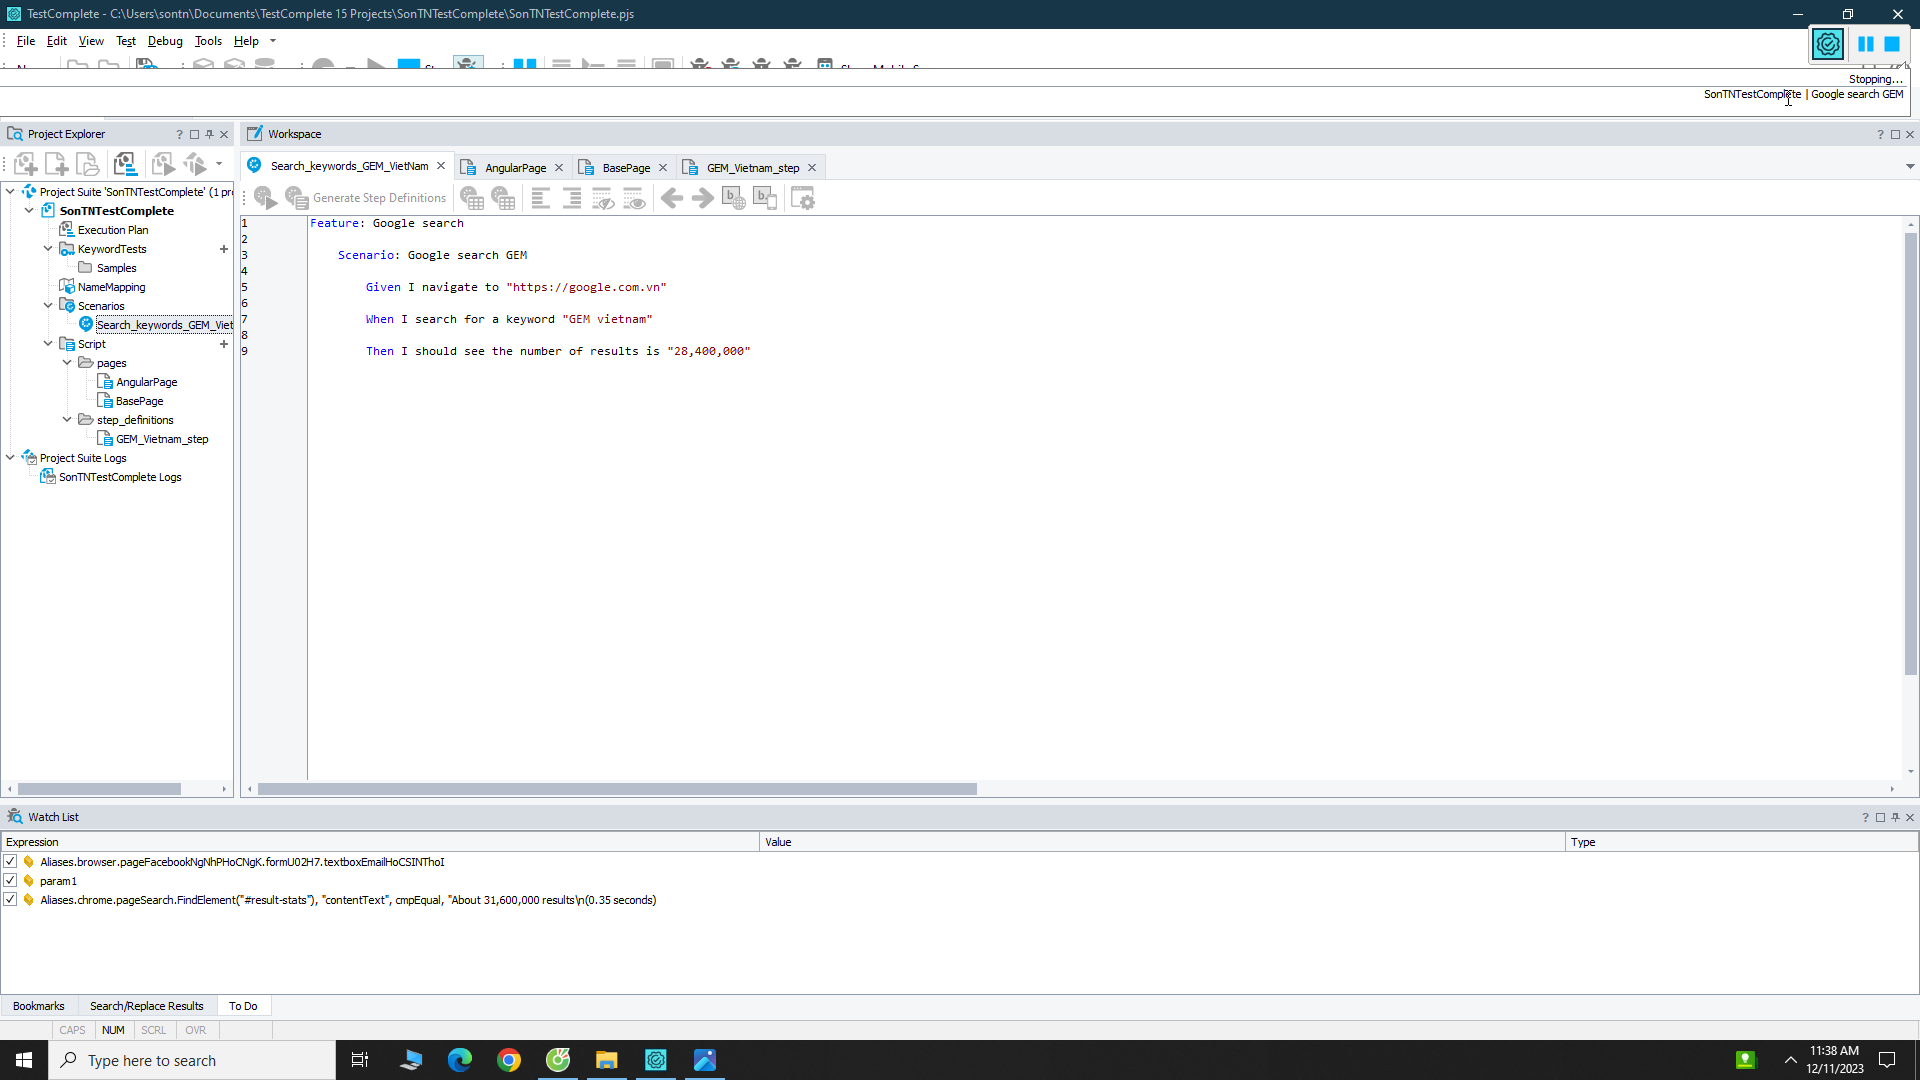 TestComplete - C:\Users\sontn\Documents\TestComplete 15 Projects\SonTNTestComplete\SonTNTestComplete.pjs
File Edit View Test Debug Tools Help
Stopping...
SonTNTestComplete | Google search GEM
Project Explorer
Workspace
Search_keywords_GEM_VietNam
AngularPage
BasePage
GEM_Vietnam_step
Generate Step Definitions
Project Suite 'SonTNTestComplete' (1 pr
SonTNTestComplete
Execution Plan
KeywordTests
Samples
NameMapping
Scenarios
Search_keywords_GEM_Viet
Script
pages
AngularPage
BasePage
step_definitions
GEM_Vietnam_step
Project Suite Logs
SonTNTestComplete Logs
1 Feature: Google search
2
3 Scenario: Google search GEM
4
5 Given I navigate to "https://google.com.vn"
6
7 When I search for a keyword "GEM vietnam"
8
9 Then I should see the number of results is "28,400,000"
Watch List
Expression Value Type
Aliases.browser.pageFacebookNgNhPHoCNgK.formU02H7.textboxEmailHoCSINThoI
param1
Aliases.chrome.pageSearch.FindElement("#result-stats"), "contentText", cmpEqual, "About 31,600,000 results\n(0.35 seconds)
Bookmarks Search/Replace Results To Do
CAPS NUM SCRL OVR
Type here to search
11:38 AM
12/11/2023